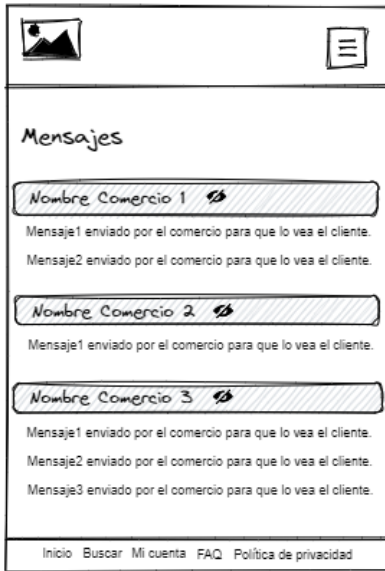 Mensajes
Nombre Comercio 1
Mensaje1 enviado por el comercio para que lo vea el cliente.
Mensaje2 enviado por el comercio para que lo vea el cliente.
Nombre Comercio 2
Mensaje1 enviado por el comercio para que lo vea el cliente.
Nombre Comercio 3
Mensaje1 enviado por el comercio para que lo vea el cliente.
Mensaje2 enviado por el comercio para que lo vea el cliente.
Mensaje3 enviado por el comercio para que lo vea el cliente.
Inicio Buscar Mi cuenta FAQ Política de privacidad